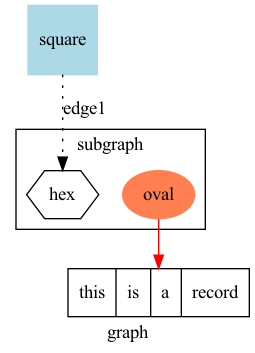 square
edge1
subgraph
hex
oval
this is a record
graph